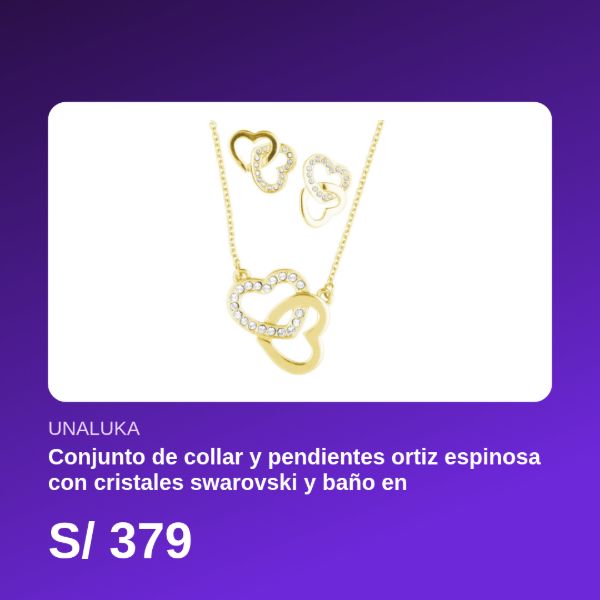 UNALUKA
Conjunto de collar y pendientes ortiz espinosa
con cristales swarovski y baño en
S/ 379